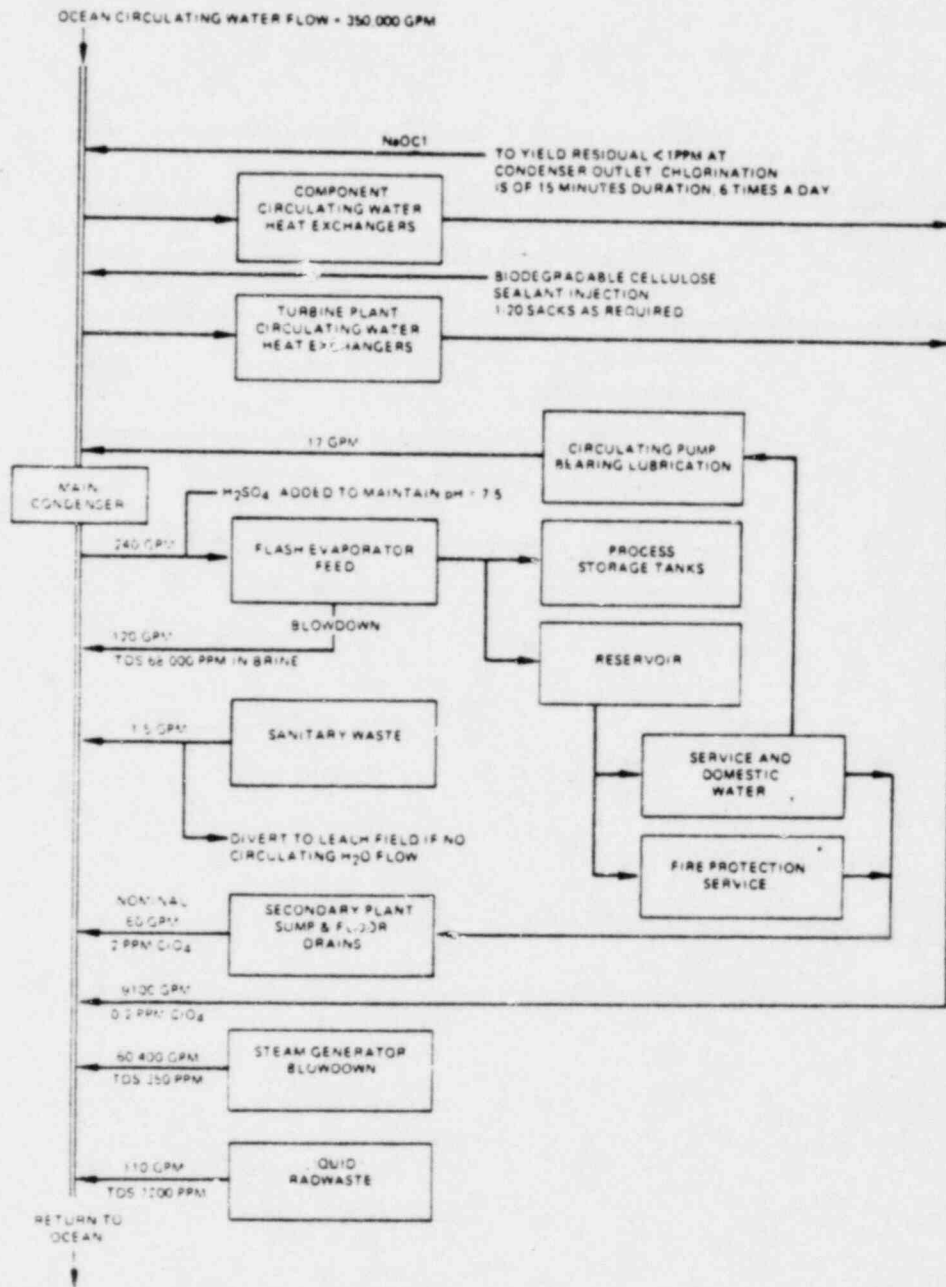 OCEAN CIRCULATING WATER FLOW = 350,000 GPM
NaOC1
TO YIELD RESIDUAL < 1PPM AT
CONDENSER OUTLET. CHLORINATION
IS OF 15 MINUTES DURATION, 6 TIMES A DAY
COMPONENT
CIRCULATING WATER
HEAT EXCHANGERS
BIODEGRADABLE CELLULOSE
SEALANT INJECTION
1-20 SACKS AS REQUIRED
TURBINE PLANT
CIRCULATING WATER
HEAT EXCHANGERS
17 GPM
CIRCULATING PUMP
BEARING LUBRICATION
MAIN
CONDENSER
H2SO4 ADDED TO MAINTAIN pH 7.5
240 GPM
FLASH EVAPORATOR
FEED
PROCESS
STORAGE TANKS
BLOWDOWN
120 GPM
TDS 68,000 PPM IN BRINE
RESERVOIR
1.5 GPM
SANITARY WASTE
SERVICE AND
DOMESTIC
WATER
DIVERT TO LEACH FIELD IF NO
CIRCULATING H2O FLOW
FIRE PROTECTION
SERVICE
NOMINAL
60 GPM
2 PPM CrO4
SECONDARY PLANT
SUMP & FLOOR
DRAINS
9100 GPM
0.2 PPM CrO4
60-400 GPM
TDS 350 PPM
STEAM GENERATOR
BLOWDOWN
110 GPM
TDS PPM
LIQUID
RADWASTE
RETURN TO
OCEAN